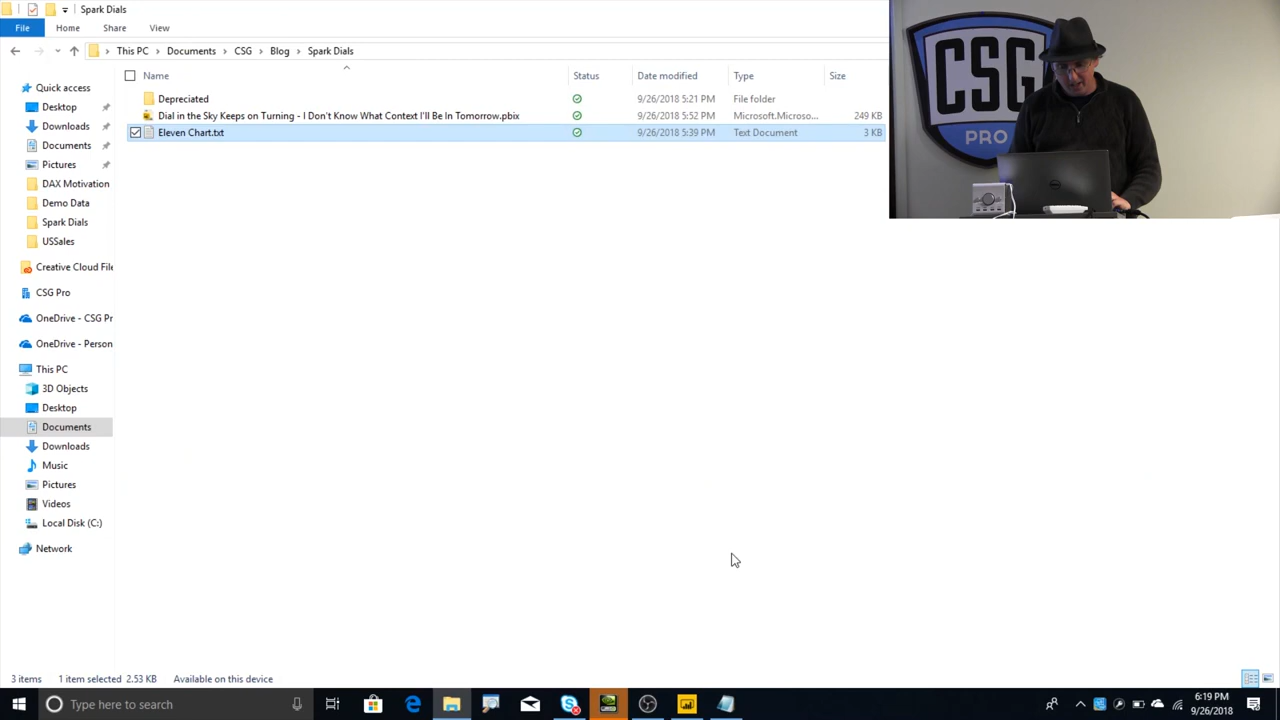 Spark Dials
File Home Share View
This PC Documents CSG Blog Spark Dials
Name Status Date modified Type Size
Depreciated 9/26/2018 5:21 PM File folder
Dial in the Sky Keeps on Turning - I Don't Know What Context I'll Be In Tomorrow.pbix 9/26/2018 5:52 PM Microsoft.Microso... 249 KB
Eleven Chart.txt 9/26/2018 5:39 PM Text Document 3 KB
Quick access
Desktop
Downloads
Documents
Pictures
DAX Motivation
Demo Data
Spark Dials
USSales
Creative Cloud File
CSG Pro
OneDrive - CSG Pr
OneDrive - Person
This PC
3D Objects
Desktop
Documents
Downloads
Music
Pictures
Videos
Local Disk (C:)
Network
CSG
PRO
3 items 1 item selected 2.53 KB Available on this device
Type here to search
6:19 PM
9/26/2018